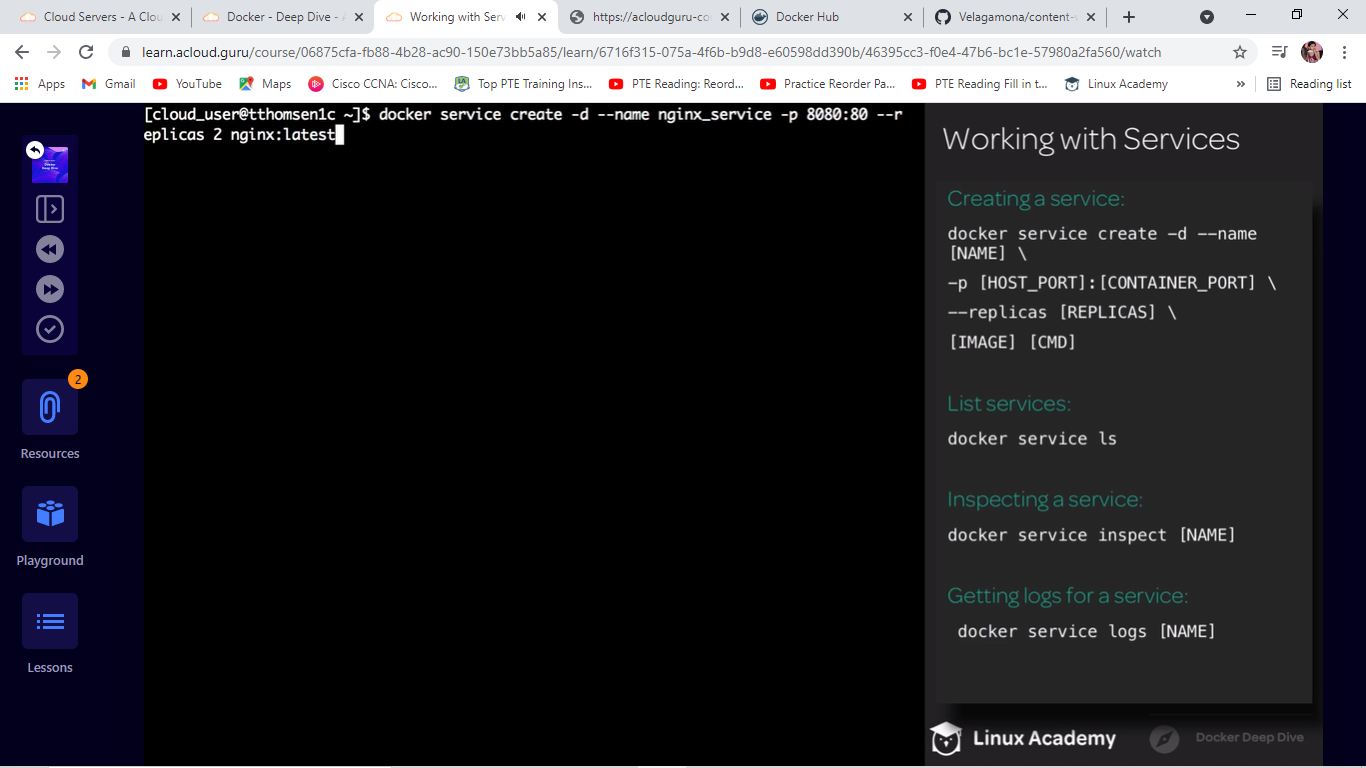 Cloud Servers - A Clou
Docker - Deep Dive - A
Working with Serv
https://acloudguru-co
Docker Hub
Velagamona/content-
learn.acloud.guru/course/06875cfa-fb88-4b28-ac90-150e73bb5a85/learn/6716f315-075a-4f6b-b9d8-e60598dd390b/46395cc3-f0e4-47b6-bc1e-57980a2fa560/watch
Apps
Gmail
YouTube
Maps
Cisco CCNA: Cisco...
Top PTE Training Ins...
PTE Reading: Reord...
Practice Reorder Pa...
PTE Reading Fill in t...
Linux Academy
»
Reading list
[cloud_user@tthomsen1c ~]$ docker service create -d --name nginx_service -p 8080:80 --r
eplicas 2 nginx:latest
Docker
Deep Dive
2
Resources
Playground
Lessons
Working with Services
Creating a service:
docker service create -d --name
[NAME] \
-p [HOST_PORT]:[CONTAINER_PORT] \
--replicas [REPLICAS] \
[IMAGE] [CMD]
List services:
docker service ls
Inspecting a service:
docker service inspect [NAME]
Getting logs for a service:
docker service logs [NAME]
Linux Academy
Docker Deep Dive